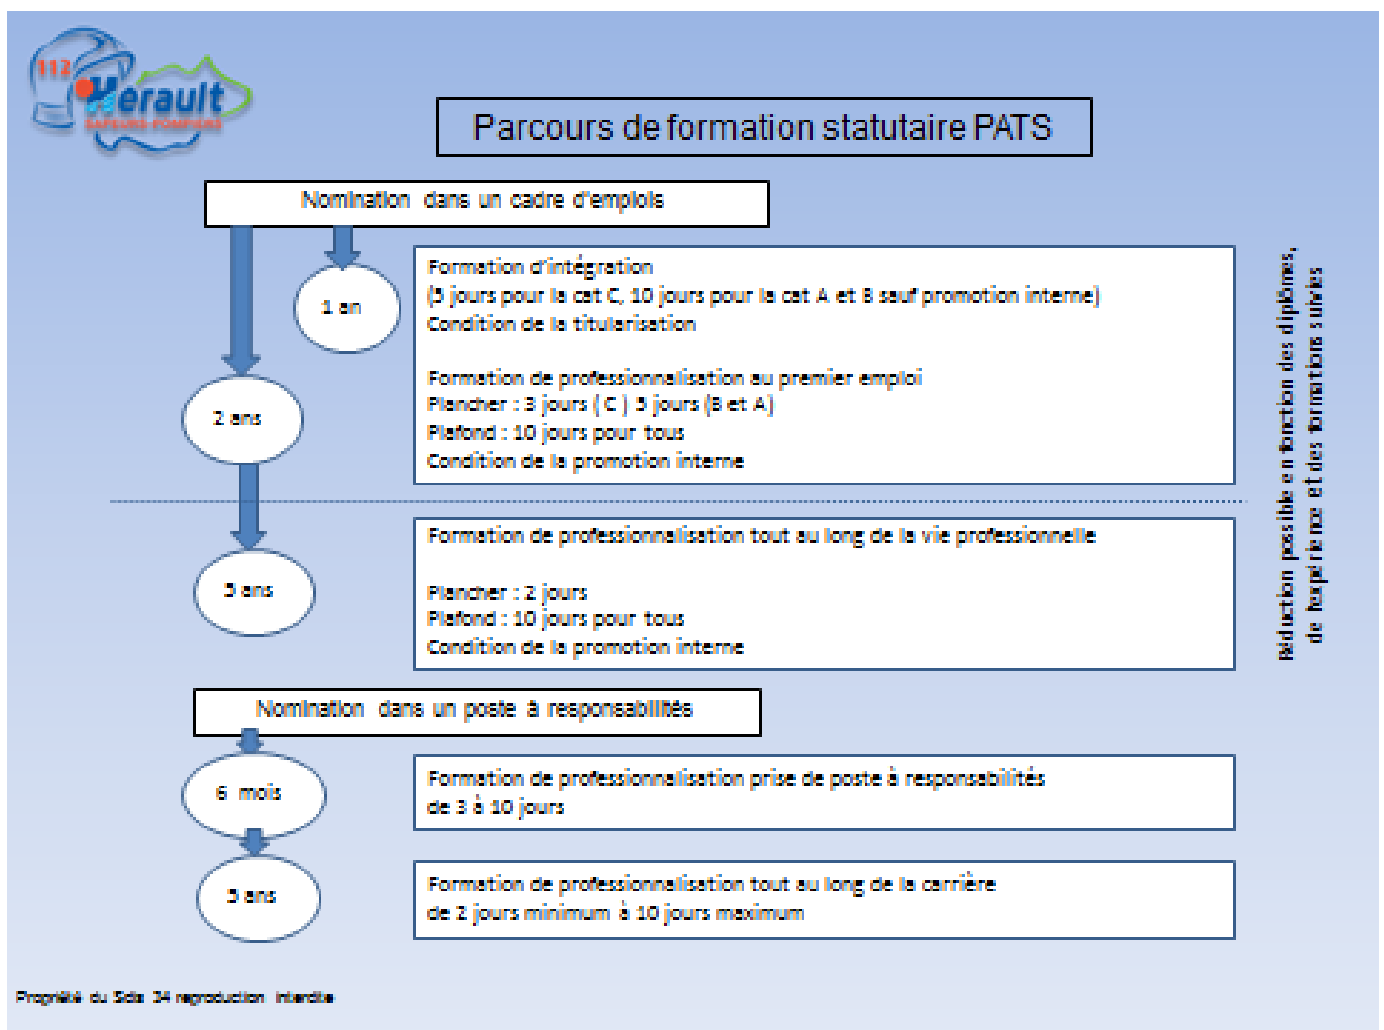 112
Hérault
SAPEURS-POMPIERS
Parcours de formation statutaire PATS
Nomination dans un cadre d'emplois
1 an
Formation d'intégration
(5 jours pour la cat C, 10 jours pour la cat A et B sauf promotion interne)
Condition de la titularisation
Formation de professionnalisation au premier emploi
Plancher : 3 jours ( C ) 5 jours (B et A)
Plafond : 10 jours pour tous
Condition de la promotion interne
2 ans
Formation de professionnalisation tout au long de la vie professionnelle
Plancher : 2 jours
Plafond : 10 jours pour tous
Condition de la promotion interne
5 ans
Réduction possible en fonction des diplômes,
de l'expérience et des formations suivies
Nomination dans un poste à responsabilités
6 mois
Formation de professionnalisation prise de poste à responsabilités
de 3 à 10 jours
5 ans
Formation de professionnalisation tout au long de la carrière
de 2 jours minimum à 10 jours maximum
Propriété du Sdis 34 reproduction interdite